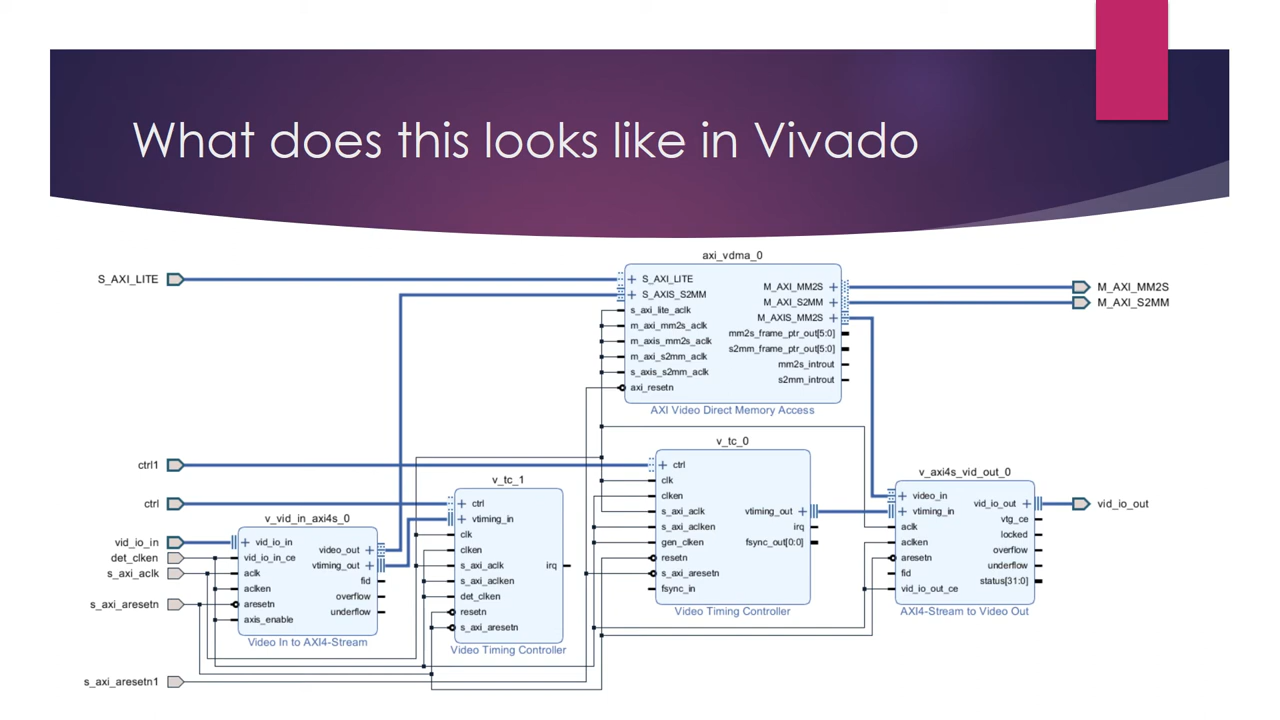 What does this looks like in Vivado
axi_vdma_0
S_AXI_LITE
S_AXI_LITE
S_AXIS_S2MM
s_axi_lite_aclk
m_axi_mm2s_aclk
m_axis_mm2s_aclk
m_axi_s2mm_aclk
s_axis_s2mm_aclk
axi_resetn
M_AXI_MM2S
M_AXI_S2MM
M_AXIS_MM2S
mm2s_frame_ptr_out[5:0]
s2mm_frame_ptr_out[5:0]
mm2s_introut
s2mm_introut
AXI Video Direct Memory Access
M_AXI_MM2S
M_AXI_S2MM
ctrl1
ctrl
v_tc_0
ctrl
clk
clken
s_axi_aclk
s_axi_aclken
gen_clken
resetn
s_axi_aresetn
fsync_in
vtiming_out
irq
fsync_out[0:0]
Video Timing Controller
v_tc_1
ctrl
vtiming_in
clk
clken
s_axi_aclk
s_axi_aclken
det_clken
resetn
s_axi_aresetn
irq
Video Timing Controller
v_axi4s_vid_out_0
video_in
vtiming_in
aclk
aclken
aresetn
fid
vid_io_out_ce
vid_io_out
vtg_ce
locked
overflow
underflow
status[31:0]
AXI4-Stream to Video Out
vid_io_out
v_vid_in_axi4s_0
vid_io_in
det_clken
s_axi_aclk
s_axi_aresetn
vid_io_in
vid_io_in_ce
aclk
aclken
aresetn
axis_enable
video_out
vtiming_out
fid
overflow
underflow
Video In to AXI4-Stream
s_axi_aresetn1